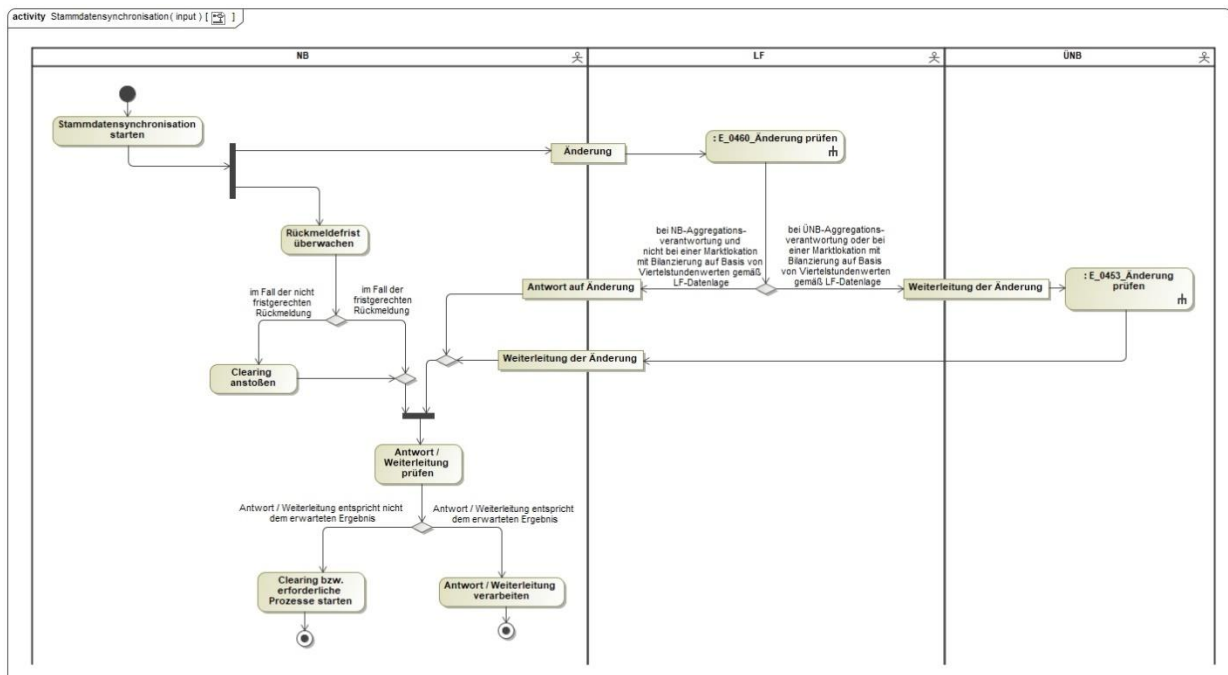 activity Stammdatensynchronisation ( input ) [ ]
NB
LF
ÜNB
Stammdatensynchronisation
starten
Änderung
: E_0460_Änderung prüfen
Rückmeldefrist
überwachen
bei NB-Aggregations-
verantwortung und
nicht bei einer Marktlokation
mit Bilanzierung auf Basis von
Viertelstundenwerten gemäß
LF-Datenlage
bei ÜNB-Aggregations-
verantwortung oder bei
einer Marktlokation mit
Bilanzierung auf Basis
von Viertelstundenwerten
gemäß LF-Datenlage
Antwort auf Änderung
Weiterleitung der Änderung
: E_0453_Änderung
prüfen
im Fall der nicht
fristgerechten
Rückmeldung
im Fall der
fristgerechten
Rückmeldung
Weiterleitung der Änderung
Clearing
anstoßen
Antwort /
Weiterleitung
prüfen
Antwort / Weiterleitung entspricht nicht
dem erwarteten Ergebnis
Antwort / Weiterleitung entspricht
dem erwarteten Ergebnis
Clearing bzw.
erforderliche
Prozesse starten
Antwort / Weiterleitung
verarbeiten